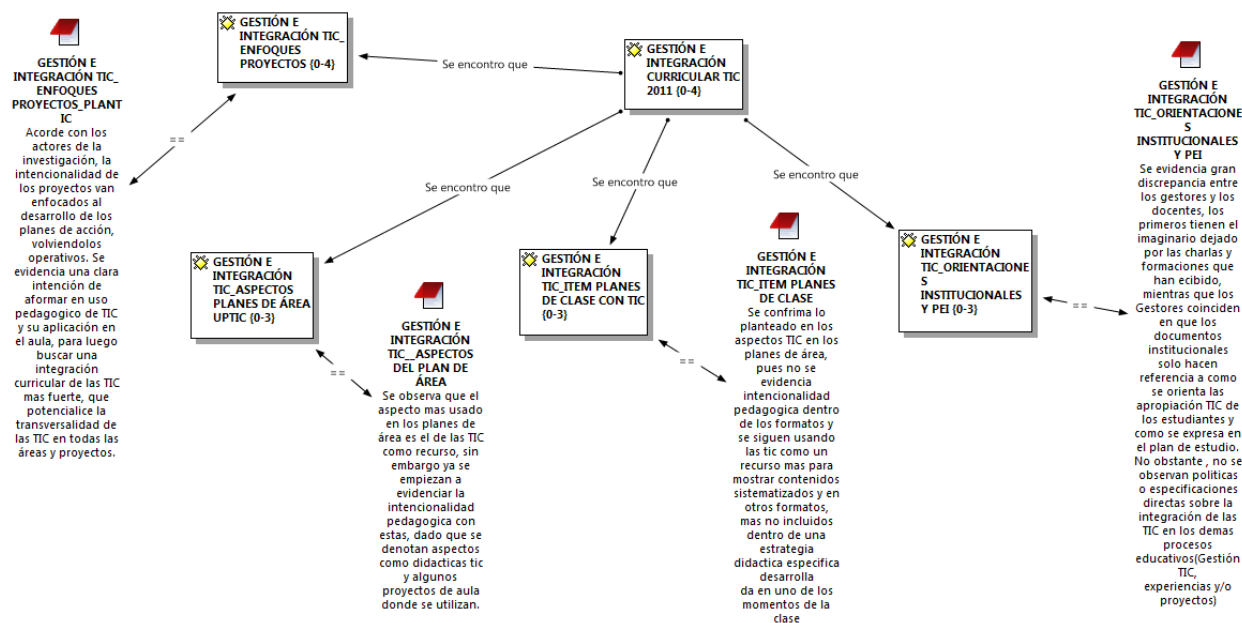 GESTIÓN E
INTEGRACIÓN TIC_
ENFOQUES
PROYECTOS_PLANT
IC
Acorde con los
actores de la
investigación, la
intencionalidad de
los proyectos van
enfocados al
desarrollo de los
planes de acción,
volviendolos
operativos. Se
evidencia una clara
intención de
aformar en uso
pedagogico de TIC
y su aplicación en
el aula, para luego
buscar una
integración
curricular de las TIC
mas fuerte, que
potencialice la
transversalidad de
las TIC en todas las
áreas y proyectos.
==
GESTIÓN E
INTEGRACIÓN TIC_
ENFOQUES
PROYECTOS {0-4}
Se encontro que
GESTIÓN E
INTEGRACIÓN
CURRICULAR TIC
2011 {0-4}
Se encontro que
Se encontro que
Se encontro que
GESTIÓN E
INTEGRACIÓN
TIC_ASPECTOS
PLANES DE ÁREA
UPTIC {0-3}
==
GESTIÓN E
INTEGRACIÓN
TIC__ASPECTOS
DEL PLAN DE
ÁREA
Se observa que el
aspecto mas usado
en los planes de
área es el de las TIC
como recurso, sin
embargo ya se
empiezan a
evidenciar la
intencionalidad
pedagogica con
estas, dado que se
denotan aspectos
como didacticas tic
y algunos
proyectos de aula
donde se utilizan.
GESTIÓN E
INTEGRACIÓN
TIC_ITEM PLANES
DE CLASE CON TIC
{0-3}
==
GESTIÓN E
INTEGRACIÓN
TIC_ITEM PLANES
DE CLASE
Se confrima lo
planteado en los
aspectos TIC en los
planes de área,
pues no se
evidencia
intencionalidad
pedagogica dentro
de los formatos y
se siguen usando
las tic como un
recurso mas para
mostrar contenidos
sistematizados y en
otros formatos,
mas no incluidos
dentro de una
estrategia
didactica especifica
desarrolla
da en uno de los
momentos de la
clase
GESTIÓN E
INTEGRACIÓN
TIC_ORIENTACIONE
S
INSTITUCIONALES
Y PEI {0-3}
==
GESTIÓN E
INTEGRACIÓN
TIC_ORIENTACIONE
S
INSTITUCIONALES
Y PEI
Se evidencia gran
discrepancia entre
los gestores y los
docentes, los
primeros tienen el
imaginario dejado
por las charlas y
formaciones que
han ecibido,
mientras que los
Gestores coinciden
en que los
documentos
institucionales
solo hacen
referencia a como
se orienta las
apropiación TIC de
los estudiantes y
como se expresa en
el plan de estudio.
No obstante , no se
observan politicas
o especificaciones
directas sobre la
integración de las
TIC en los demas
procesos
educativos(Gestión
TIC,
experiencias y/o
proyectos)